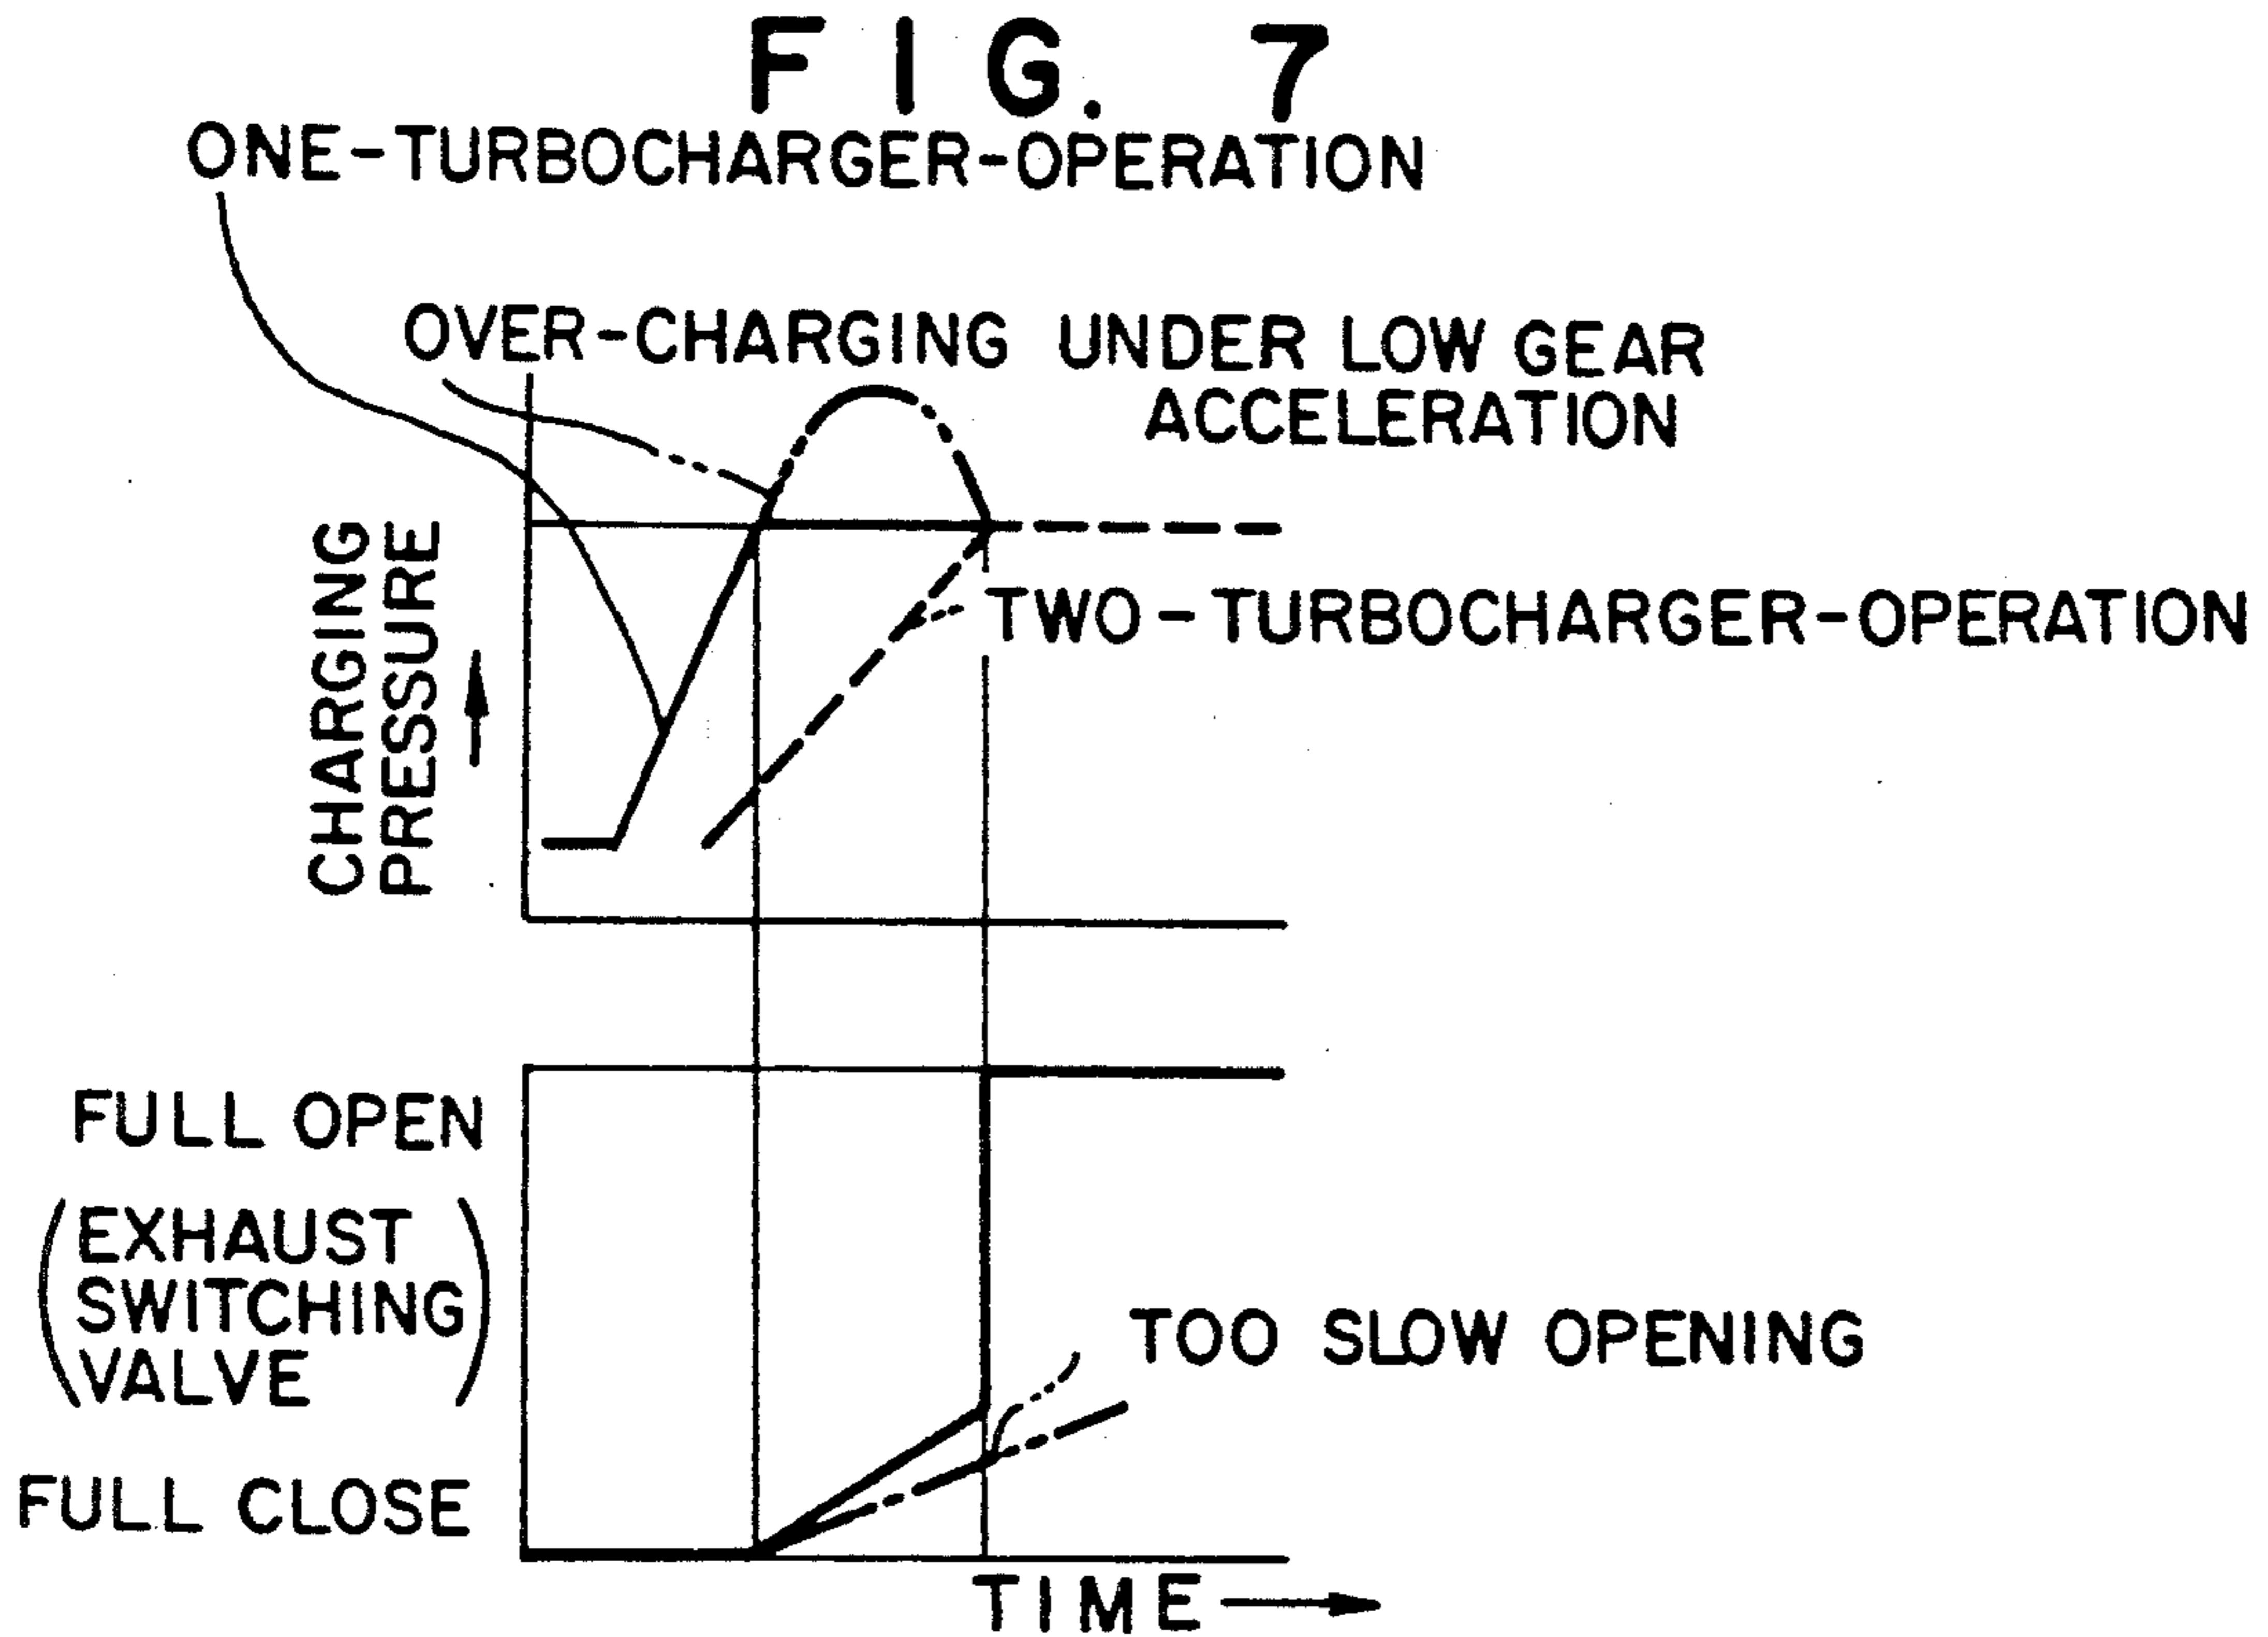 FIG. 7
ONE-TURBOCHARGER-OPERATION
OVER-CHARGING UNDER LOW GEAR
ACCELERATION
CHARGING
PRESSURE
TWO-TURBOCHARGER-OPERATION
FULL OPEN
(EXHAUST
SWITCHING
VALVE)
TOO SLOW OPENING
FULL CLOSE
TIME